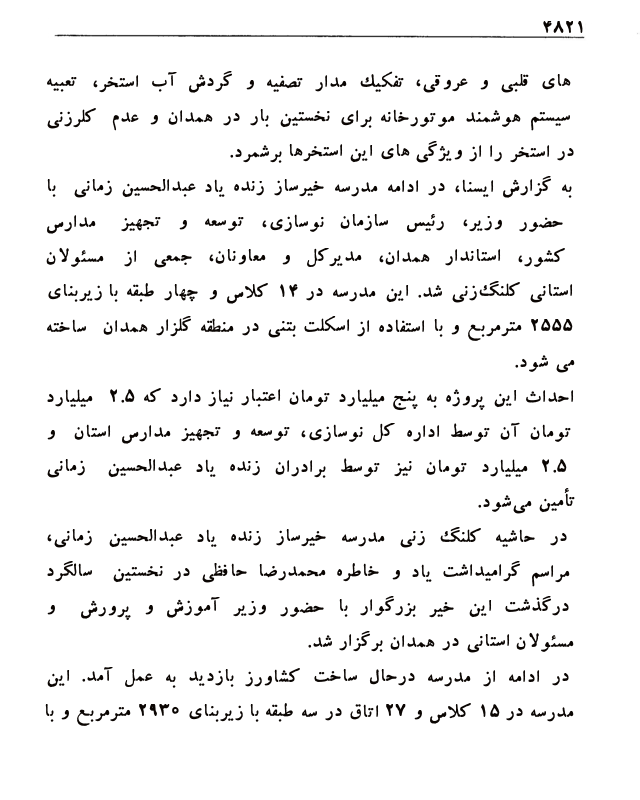 ۴۸۲۱
های قلبی و عروقی، تفکیك مدار تصفیه و گردش آب استخر، تعبیه
سیستم هوشمند موتورخانه برای نخستین بار در همدان و عدم کلرزنی
در استخر را از ویژگی های این استخرها برشمرد.
به گزارش ایسنا، در ادامه مدرسه خیرساز زنده یاد عبدالحسین زمانی با
حضور وزیر، رئیس سازمان نوسازی، توسعه و تجهیز مدارس
کشور، استاندار همدان، مدیرکل و معاونان، جمعی از مسئولان
استانی کلنگ‌زنی شد. این مدرسه در ۱۴ کلاس و چهار طبقه با زیربنای
۲۵۵۵ مترمربع و با استفاده از اسکلت بتنی در منطقه گلزار همدان ساخته
می شود.
احداث این پروژه به پنج میلیارد تومان اعتبار نیاز دارد که ۲.۵ میلیارد
تومان آن توسط اداره کل نوسازی، توسعه و تجهیز مدارس استان و
۲.۵ میلیارد تومان نیز توسط برادران زنده یاد عبدالحسین زمانی
تأمین می‌شود.
در حاشیه کلنگ زنی مدرسه خیرساز زنده یاد عبدالحسین زمانی،
مراسم گرامیداشت یاد و خاطره محمدرضا حافظی در نخستین سالگرد
درگذشت این خیر بزرگوار با حضور وزیر آموزش و پرورش و
مسئولان استانی در همدان برگزار شد.
در ادامه از مدرسه درحال ساخت کشاورز بازدید به عمل آمد. این
مدرسه در ۱۵ کلاس و ۲۷ اتاق در سه طبقه با زیربنای ۲۹۳۰ مترمربع و با